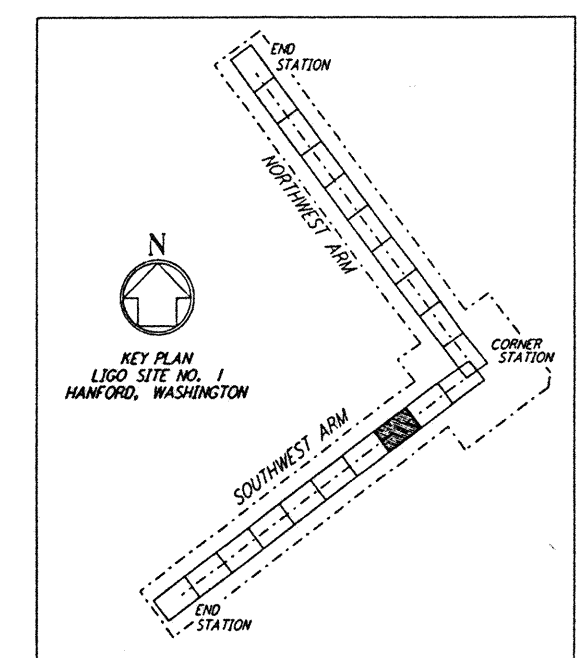 END
STATION
NORTHWEST ARM
N
KEY PLAN
LIGO SITE NO. 1
HANFORD, WASHINGTON
CORNER
STATION
SOUTHWEST ARM
END
STATION